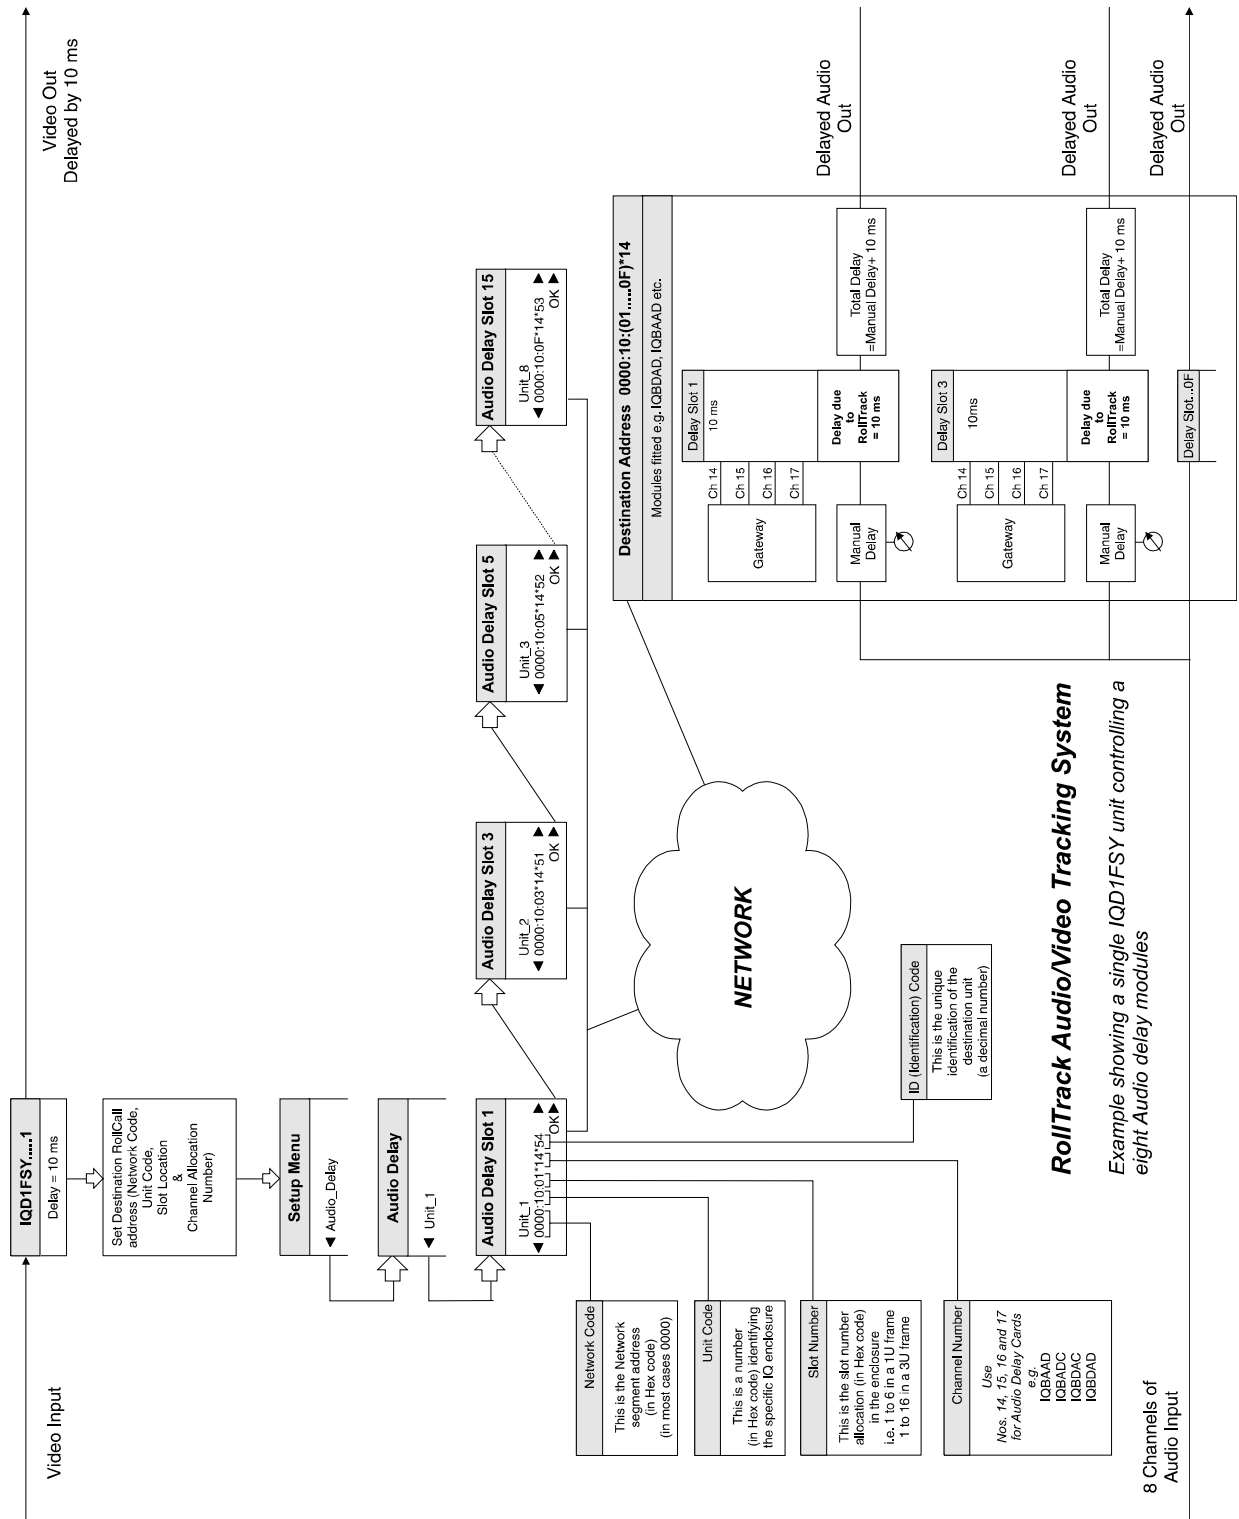 Video Input
IQD1FSY.....1
Delay = 10 ms
Video Out
Delayed by 10 ms
Set Destination RollCall
address (Network Code,
Unit Code,
Slot Location
&
Channel Allocation
Number)
Setup Menu
◀ Audio_Delay
Audio Delay
◀ Unit_1
Audio Delay Slot 1
Unit_1
◀ 0000:10:01*14*54 ▶
OK ▶
Audio Delay Slot 3
Unit_2
◀ 0000:10:03*14*51 ▶
OK ▶
Audio Delay Slot 5
Unit_3
◀ 0000:10:05*14*52 ▶
OK ▶
Audio Delay Slot 15
Unit_8
◀ 0000:10:0F*14*53 ▶
OK ▶
Network Code
This is the Network
segment address
(in Hex code)
(in most cases 0000)
Unit Code
This is a number
(in Hex code) identifying
the specific IQ enclosure
Slot Number
This is the slot number
allocation (in Hex code)
in the enclosure
i.e. 1 to 6 in a 1U frame
1 to 16 in a 3U frame
Channel Number
Use
Nos. 14, 15, 16 and 17
for Audio Delay Cards
e.g.
IQBAAD
IQBADC
IQBDAC
IQBDAD
ID (Identification) Code
This is the unique
identification of the
destination unit
(a decimal number)
NETWORK
Destination Address 0000:10:(01.....0F)*14
Modules fitted e.g. IQBDAD, IQBAAD etc.
Gateway
Ch 14
Ch 15
Ch 16
Ch 17
Delay Slot 1
10 ms
Manual
Delay
Delay due
to
RollTrack
= 10 ms
Total Delay
=Manual Delay+ 10 ms
Delayed Audio
Out
Gateway
Ch 14
Ch 15
Ch 16
Ch 17
Delay Slot 3
10ms
Manual
Delay
Delay due
to
RollTrack
= 10 ms
Total Delay
=Manual Delay+ 10 ms
Delayed Audio
Out
Delay Slot...0F
Delayed Audio
Out
8 Channels of
Audio Input
RollTrack Audio/Video Tracking System
Example showing a single IQD1FSY unit controlling a
eight Audio delay modules